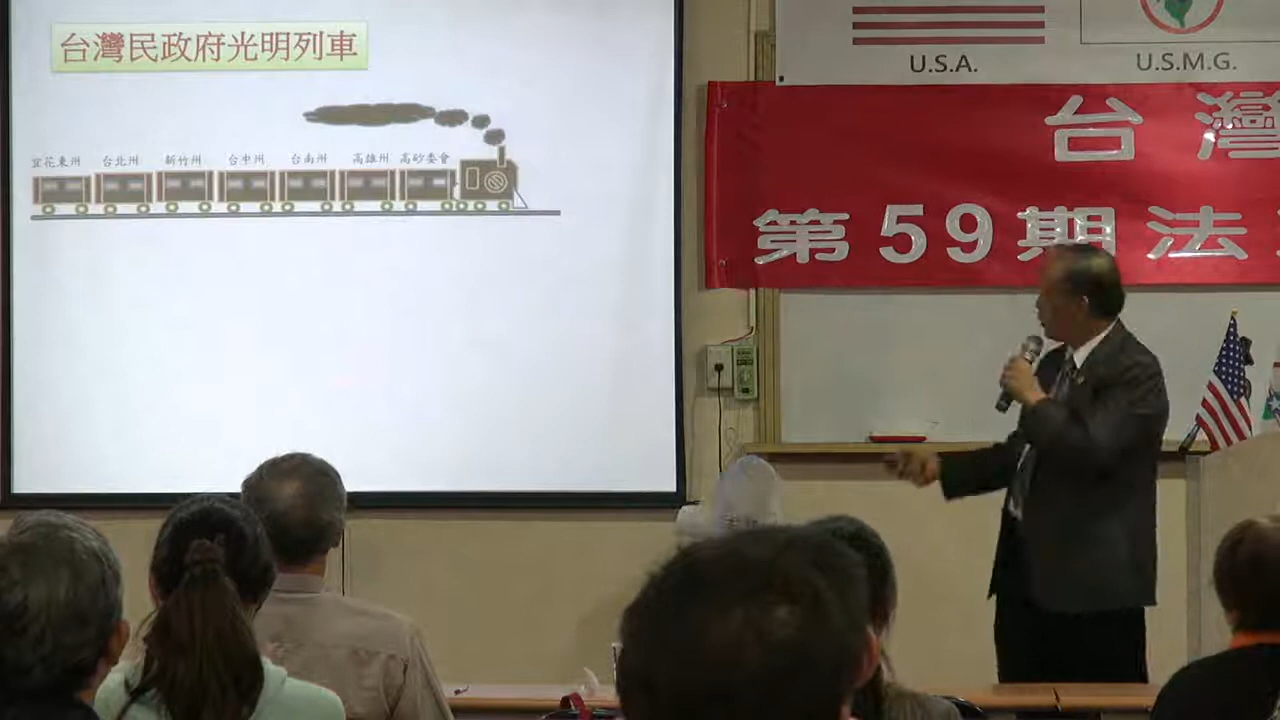 台灣民政府光明列車
宜花東州 台北州 新竹州 台中州 台南州 高雄州 高砂委會
U.S.A. U.S.M.G.
台灣
第59期法